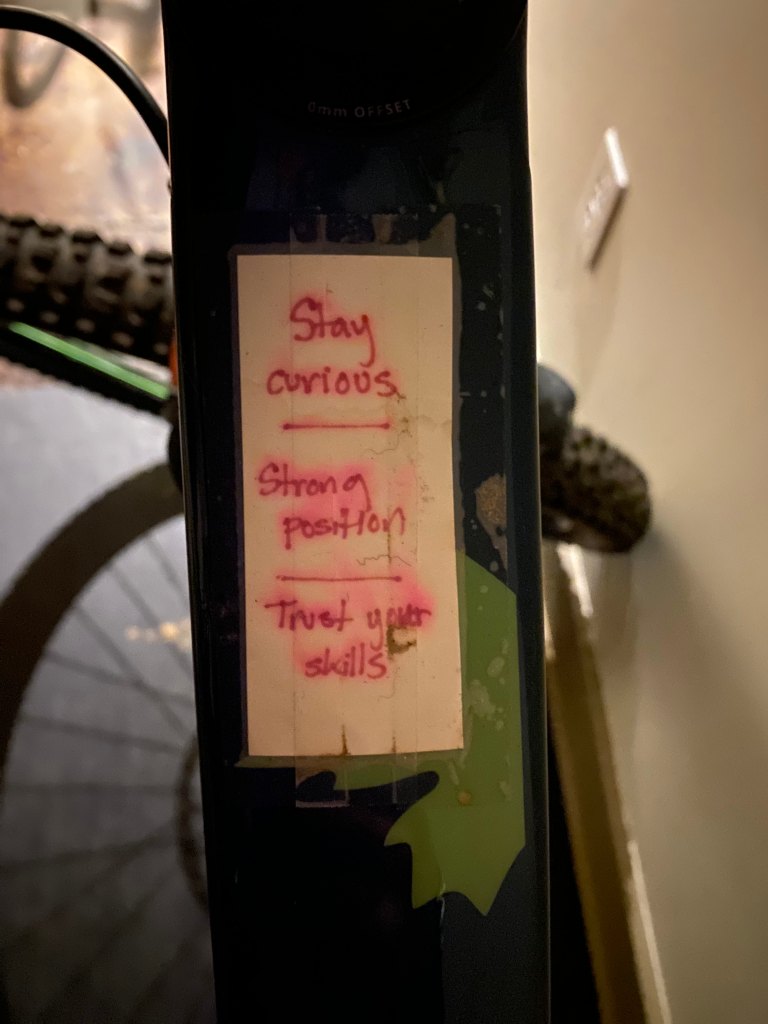 0mm OFFSET
Stay
curious
Strong
position
Trust your
skills